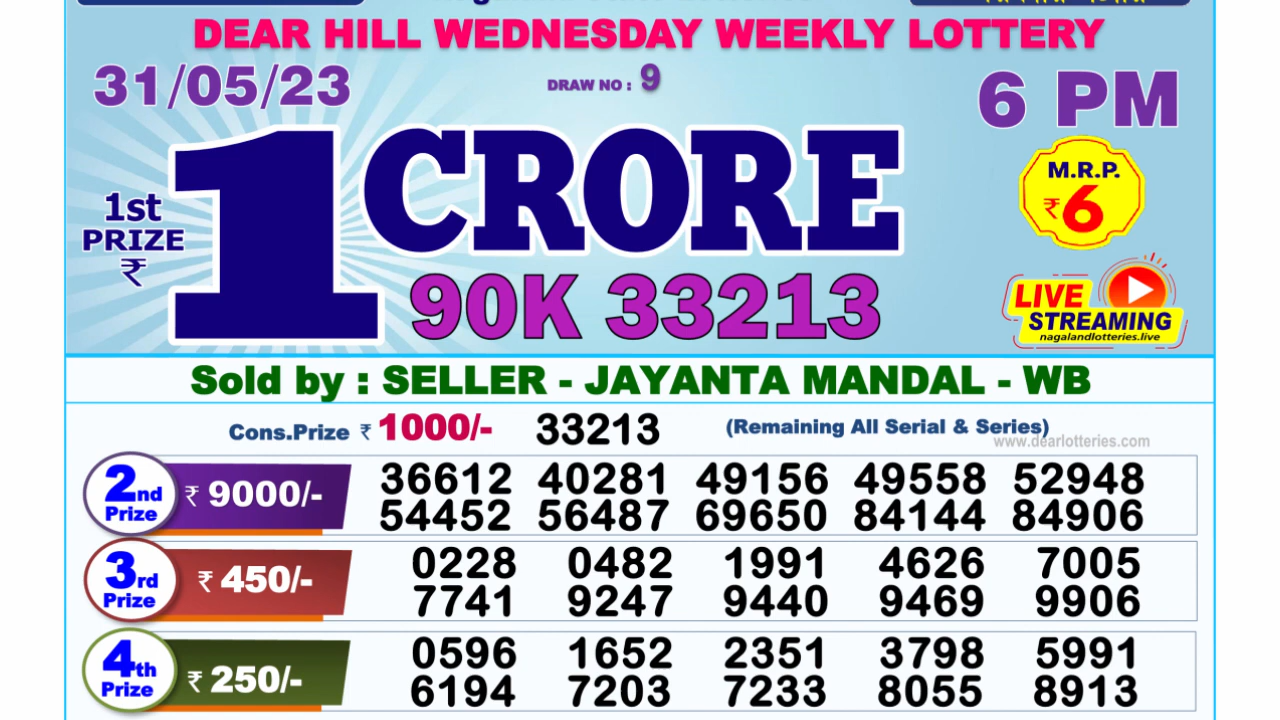 DEAR HILL WEDNESDAY WEEKLY LOTTERY
31/05/23
DRAW NO : 9
6 PM
1st
PRIZE
₹
1 CRORE
90K 33213
M.R.P.
₹6
LIVE
STREAMING
nagalandlotteries.live
Sold by : SELLER - JAYANTA MANDAL - WB
Cons.Prize ₹ 1000/- 33213 (Remaining All Serial & Series)
www.dearlotteries.com
2nd Prize ₹ 9000/-
36612 40281 49156 49558 52948
54452 56487 69650 84144 84906
3rd Prize ₹ 450/-
0228 0482 1991 4626 7005
7741 9247 9440 9469 9906
4th Prize ₹ 250/-
0596 1652 2351 3798 5991
6194 7203 7233 8055 8913